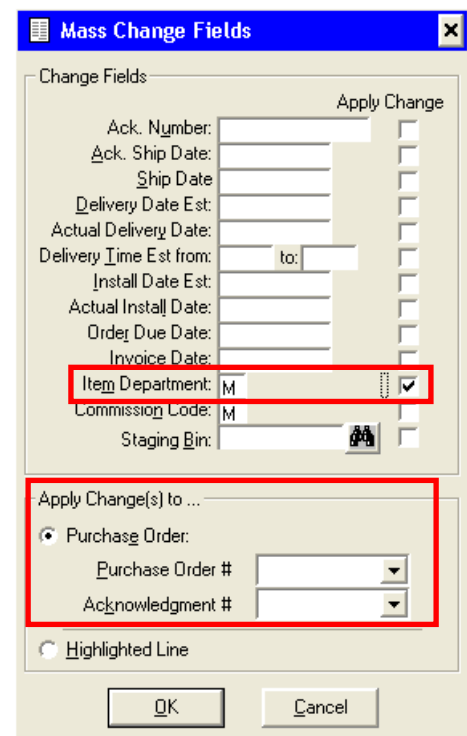 Mass Change Fields
Change Fields
Apply Change
Ack. Number:
Ack. Ship Date:
Ship Date
Delivery Date Est:
Actual Delivery Date:
Delivery Time Est from: to:
Install Date Est:
Actual Install Date:
Order Due Date:
Invoice Date:
Item Department: M
Commission Code: M
Staging Bin:
Apply Change(s) to ...
Purchase Order:
Purchase Order #
Acknowledgment #
Highlighted Line
OK Cancel